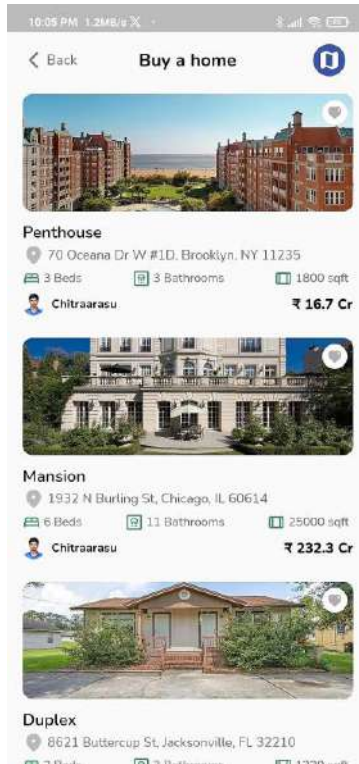 10:05 PM 1.2MB/s
Back
Buy a home
Penthouse
70 Oceana Dr W #1D, Brooklyn, NY 11235
3 Beds 3 Bathrooms 1800 sqft
Chitraarasu ₹ 16.7 Cr
Mansion
1932 N Burling St, Chicago, IL 60614
6 Beds 11 Bathrooms 25000 sqft
Chitraarasu ₹ 232.3 Cr
Duplex
8621 Buttercup St, Jacksonville, FL 32210